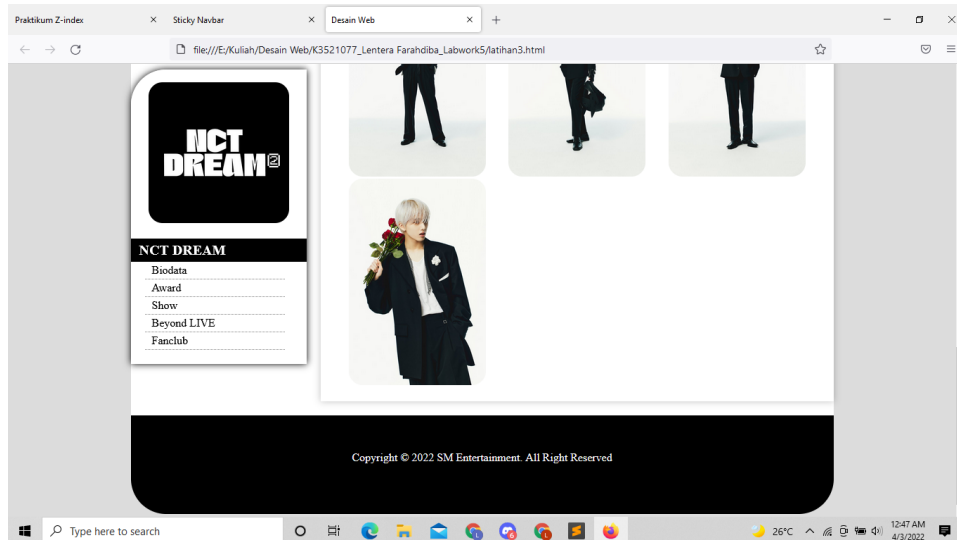 Praktikum Z-index
Sticky Navbar
Desain Web
file:///E:/Kuliah/Desain Web/K3521077_Lentera Farahdiba_Labwork5/latihan3.html
NCT
DREAM 2
NCT DREAM
Biodata
Award
Show
Beyond LIVE
Fanclub
Copyright © 2022 SM Entertainment. All Right Reserved
Type here to search
26°C
12:47 AM
4/3/2022